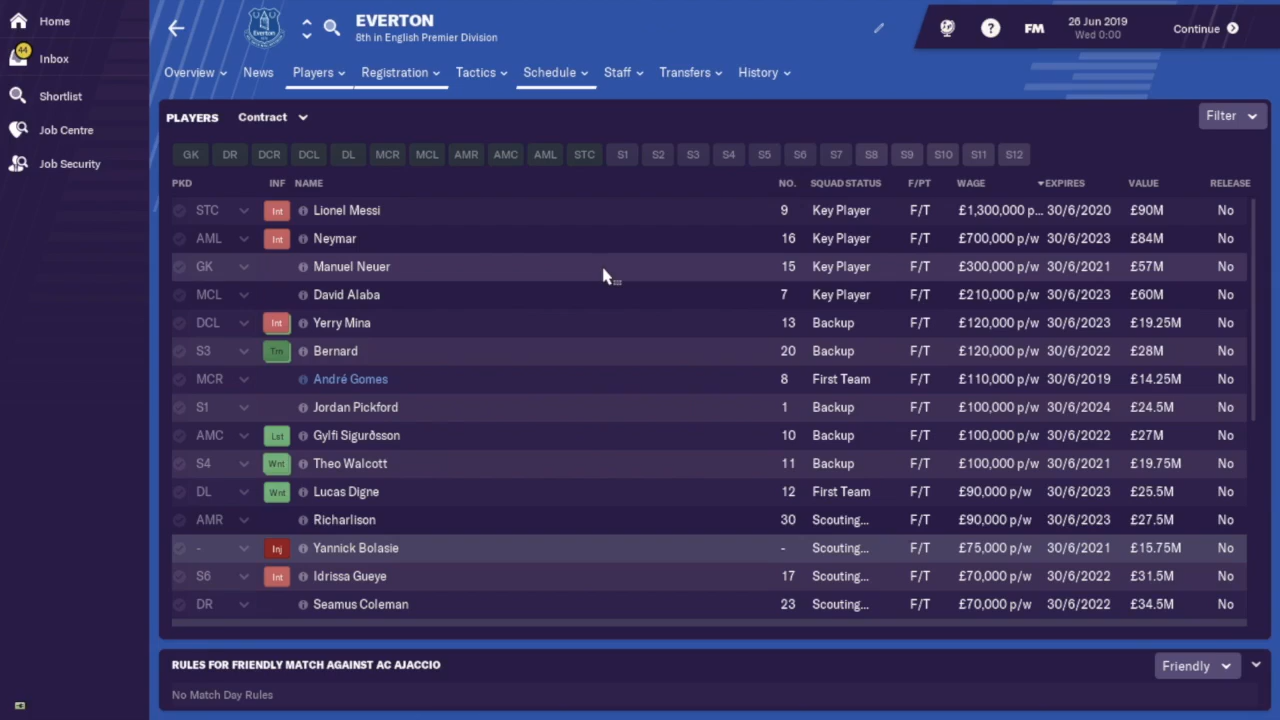 Home
44
Inbox
Shortlist
Job Centre
Job Security
Everton
EVERTON
8th in English Premier Division
?
FM
26 Jun 2019
Wed 0:00
Continue
Overview
News
Players
Registration
Tactics
Schedule
Staff
Transfers
History
PLAYERS Contract
Filter
GK DR DCR DCL DL MCR MCL AMR AMC AML STC S1 S2 S3 S4 S5 S6 S7 S8 S9 S10 S11 S12
PKD INF NAME NO. SQUAD STATUS F/PT WAGE EXPIRES VALUE RELEASE
STC Int Lionel Messi 9 Key Player F/T £1,300,000 p... 30/6/2020 £90M No
AML Int Neymar 16 Key Player F/T £700,000 p/w 30/6/2023 £84M No
GK Manuel Neuer 15 Key Player F/T £300,000 p/w 30/6/2021 £57M No
MCL David Alaba 7 Key Player F/T £210,000 p/w 30/6/2023 £60M No
DCL Int Yerry Mina 13 Backup F/T £120,000 p/w 30/6/2023 £19.25M No
S3 Trn Bernard 20 Backup F/T £120,000 p/w 30/6/2022 £28M No
MCR André Gomes 8 First Team F/T £110,000 p/w 30/6/2019 £14.25M No
S1 Jordan Pickford 1 Backup F/T £100,000 p/w 30/6/2024 £24.5M No
AMC Lst Gylfi Sigurðsson 10 Backup F/T £100,000 p/w 30/6/2022 £27M No
S4 Wnt Theo Walcott 11 Backup F/T £100,000 p/w 30/6/2021 £19.75M No
DL Wnt Lucas Digne 12 First Team F/T £90,000 p/w 30/6/2023 £25.5M No
AMR Richarlison 30 Scouting... F/T £90,000 p/w 30/6/2023 £27.5M No
- Inj Yannick Bolasie - Scouting... F/T £75,000 p/w 30/6/2021 £15.75M No
S6 Int Idrissa Gueye 17 Scouting... F/T £70,000 p/w 30/6/2022 £31.5M No
DR Seamus Coleman 23 Scouting... F/T £70,000 p/w 30/6/2022 £34.5M No
RULES FOR FRIENDLY MATCH AGAINST AC AJACCIO
Friendly
No Match Day Rules